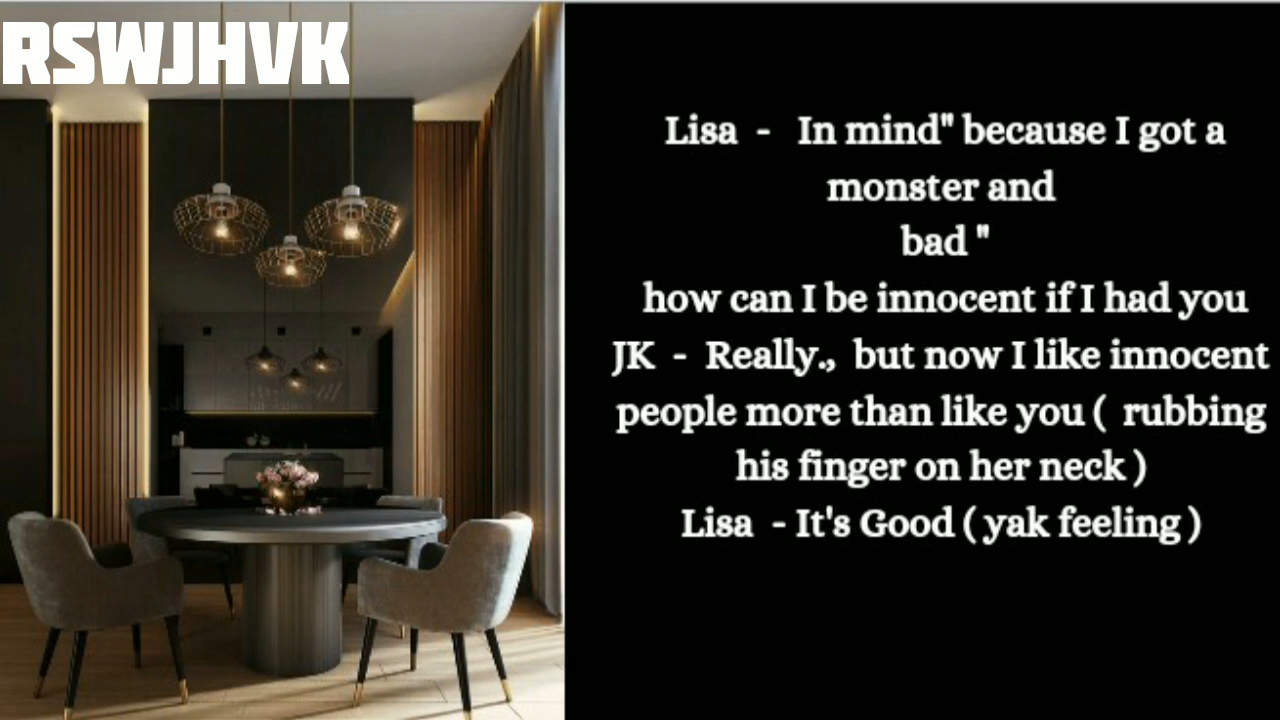 RSWJHVK
Lisa - In mind" because I got a
monster and
bad "
how can I be innocent if I had you
JK - Really., but now I like innocent
people more than like you ( rubbing
his finger on her neck )
Lisa - It's Good ( yak feeling )